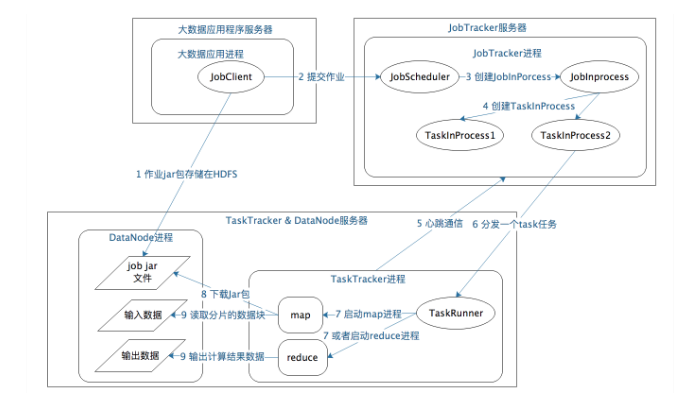 大数据应用程序服务器
JobTracker服务器
大数据应用进程
JobTracker进程
JobClient
2 提交作业
JobScheduler
3 创建JobInPorcess
JobInprocess
4 创建TaskInProcess
TaskInProcess1
TaskInProcess2
1 作业jar包存储在HDFS
TaskTracker & DataNode服务器
5 心跳通信
6 分发一个task任务
DataNode进程
job jar
文件
TaskTracker进程
8 下载Jar包
输入数据
9 读取分片的数据块
map
7 启动map进程
TaskRunner
7 或者启动reduce进程
输出数据
9 输出计算结果数据
reduce